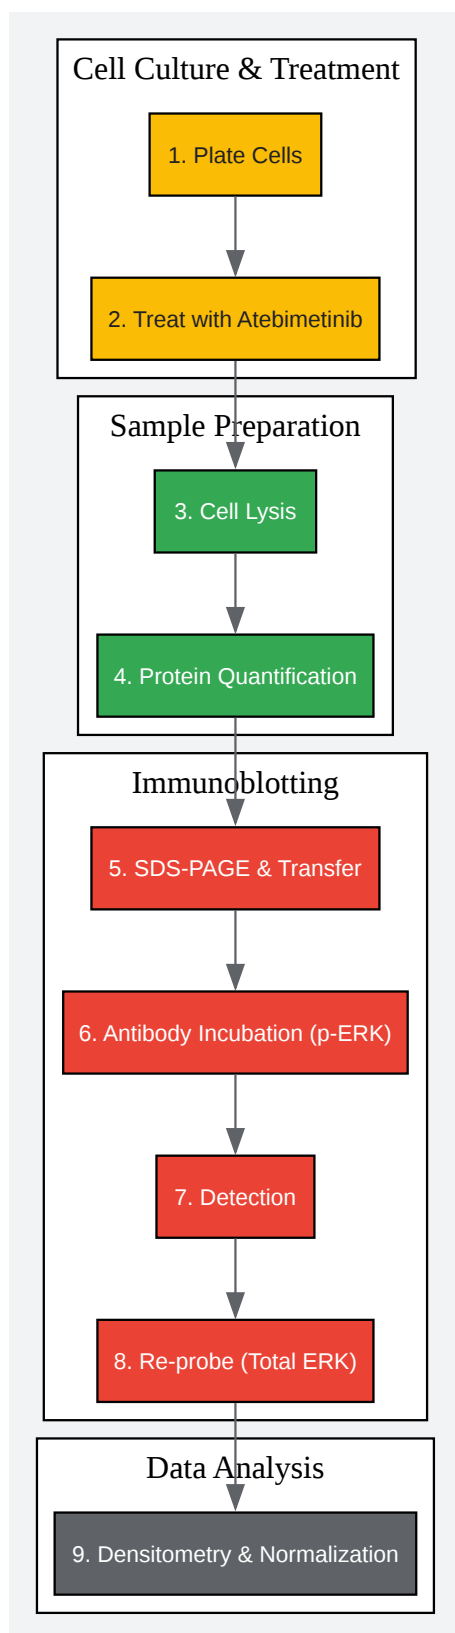 Cell Culture & Treatment
1. Plate Cells
2. Treat with Atebimetinib
Sample Preparation
3. Cell Lysis
4. Protein Quantification
Immunoblotting
5. SDS-PAGE & Transfer
6. Antibody Incubation (p-ERK)
7. Detection
8. Re-probe (Total ERK)
Data Analysis
9. Densitometry & Normalization